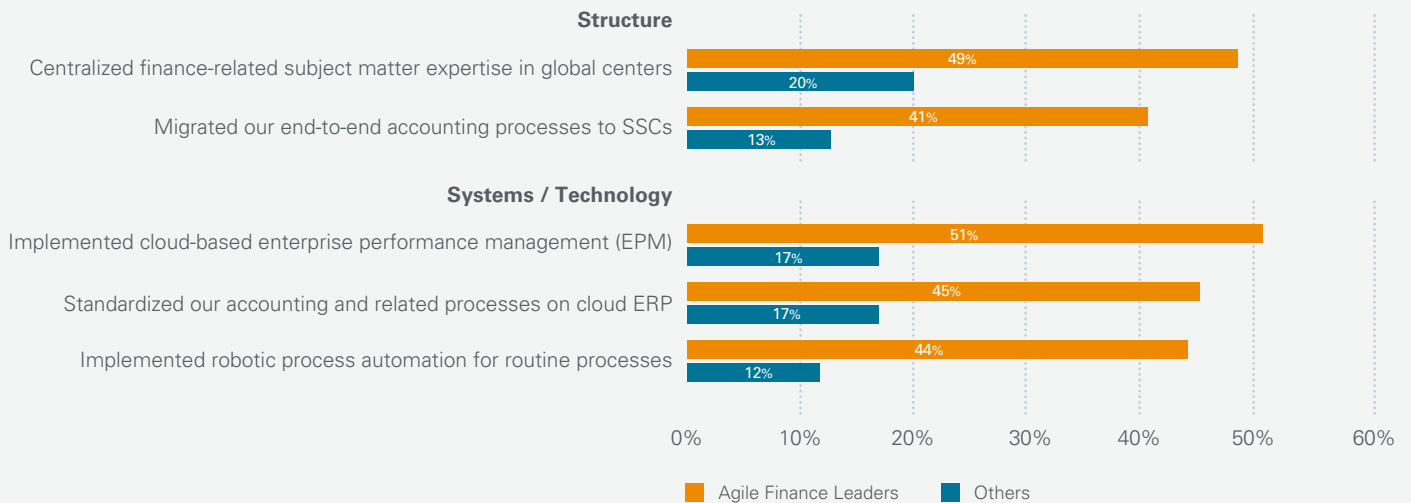 Structure
Centralized finance-related subject matter expertise in global centers
49%
20%
Migrated our end-to-end accounting processes to SSCs
41%
13%
Systems / Technology
Implemented cloud-based enterprise performance management (EPM)
51%
17%
Standardized our accounting and related processes on cloud ERP
45%
17%
Implemented robotic process automation for routine processes
44%
12%
0% 10% 20% 30% 40% 50% 60%
Agile Finance Leaders Others